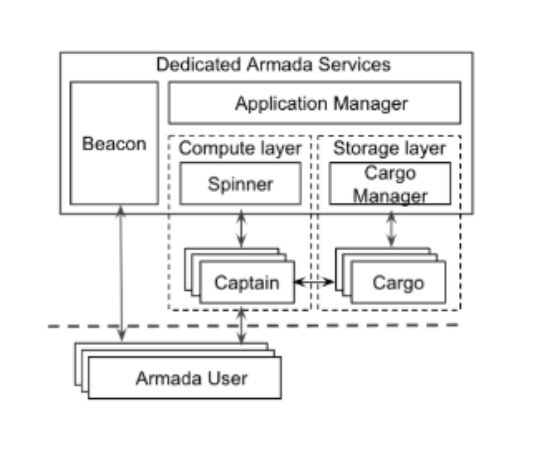 Dedicated Armada Services
Application Manager
Beacon
Compute layer
Storage layer
Spinner
Cargo
Manager
Captain
Cargo
Armada User